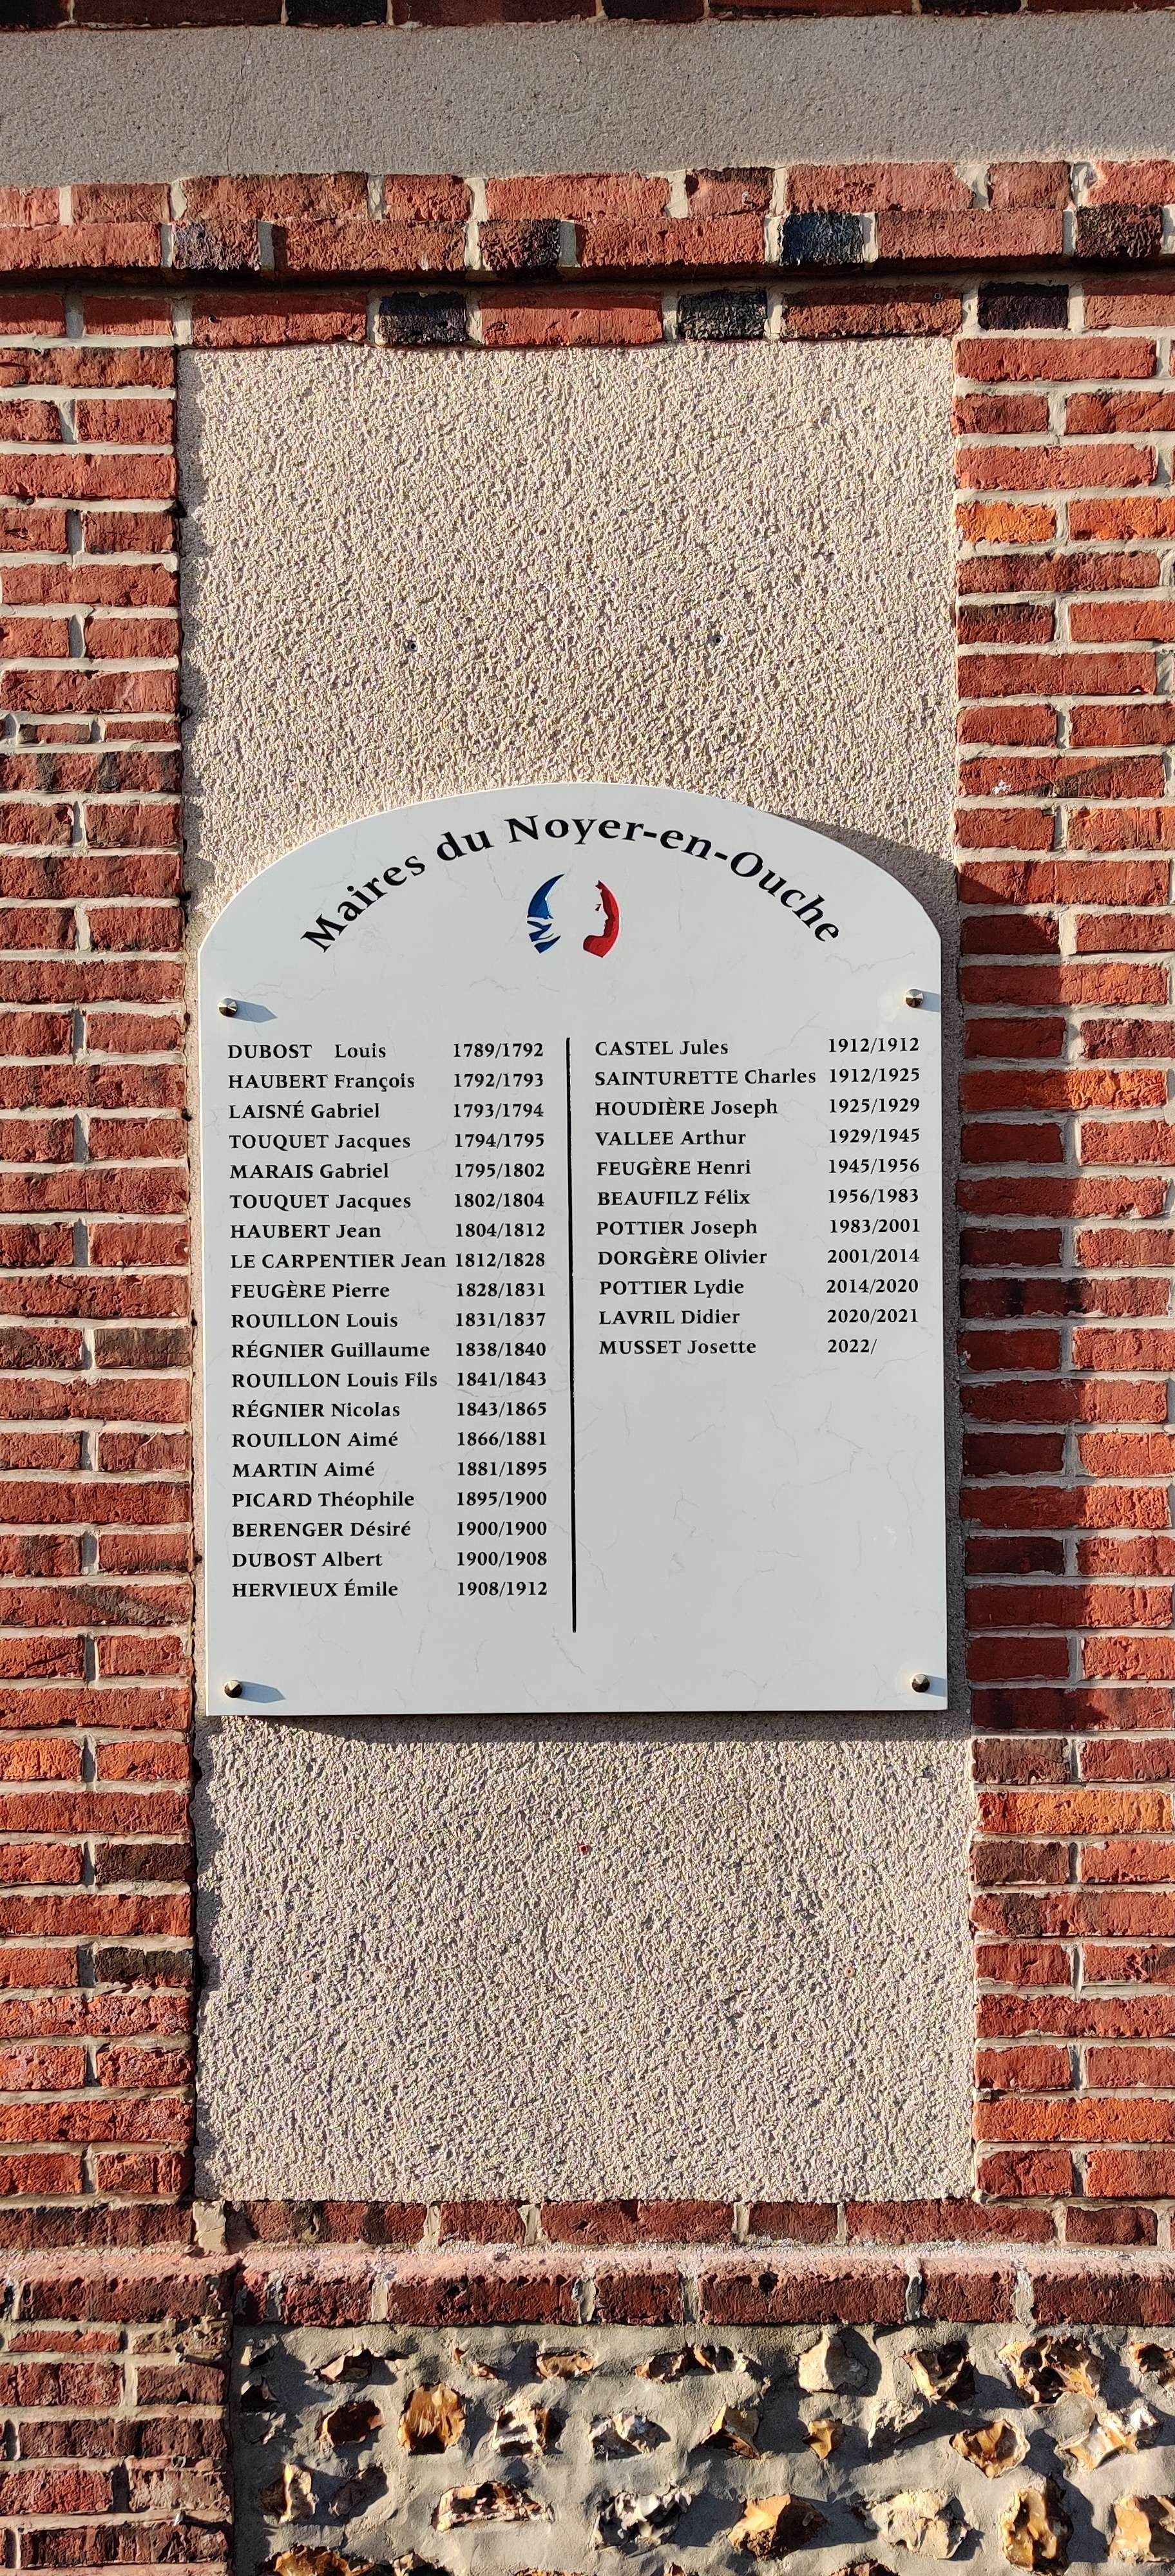 Maires du Noyer-en-Ouche
DUBOST Louis 1789/1792
HAUBERT François 1792/1793
LAISNÉ Gabriel 1793/1794
TOUQUET Jacques 1794/1795
MARAIS Gabriel 1795/1802
TOUQUET Jacques 1802/1804
HAUBERT Jean 1804/1812
LE CARPENTIER Jean 1812/1828
FEUGÈRE Pierre 1828/1831
ROUILLON Louis 1831/1837
RÉGNIER Guillaume 1838/1840
ROUILLON Louis Fils 1841/1843
RÉGNIER Nicolas 1843/1865
ROUILLON Aimé 1866/1881
MARTIN Aimé 1881/1895
PICARD Théophile 1895/1900
BERENGER Désiré 1900/1900
DUBOST Albert 1900/1908
HERVIEUX Émile 1908/1912
CASTEL Jules 1912/1912
SAINTURETTE Charles 1912/1925
HOUDIÈRE Joseph 1925/1929
VALLEE Arthur 1929/1945
FEUGÈRE Henri 1945/1956
BEAUFILZ Félix 1956/1983
POTTIER Joseph 1983/2001
DORGÈRE Olivier 2001/2014
POTTIER Lydie 2014/2020
LAVRIL Didier 2020/2021
MUSSET Josette 2022/